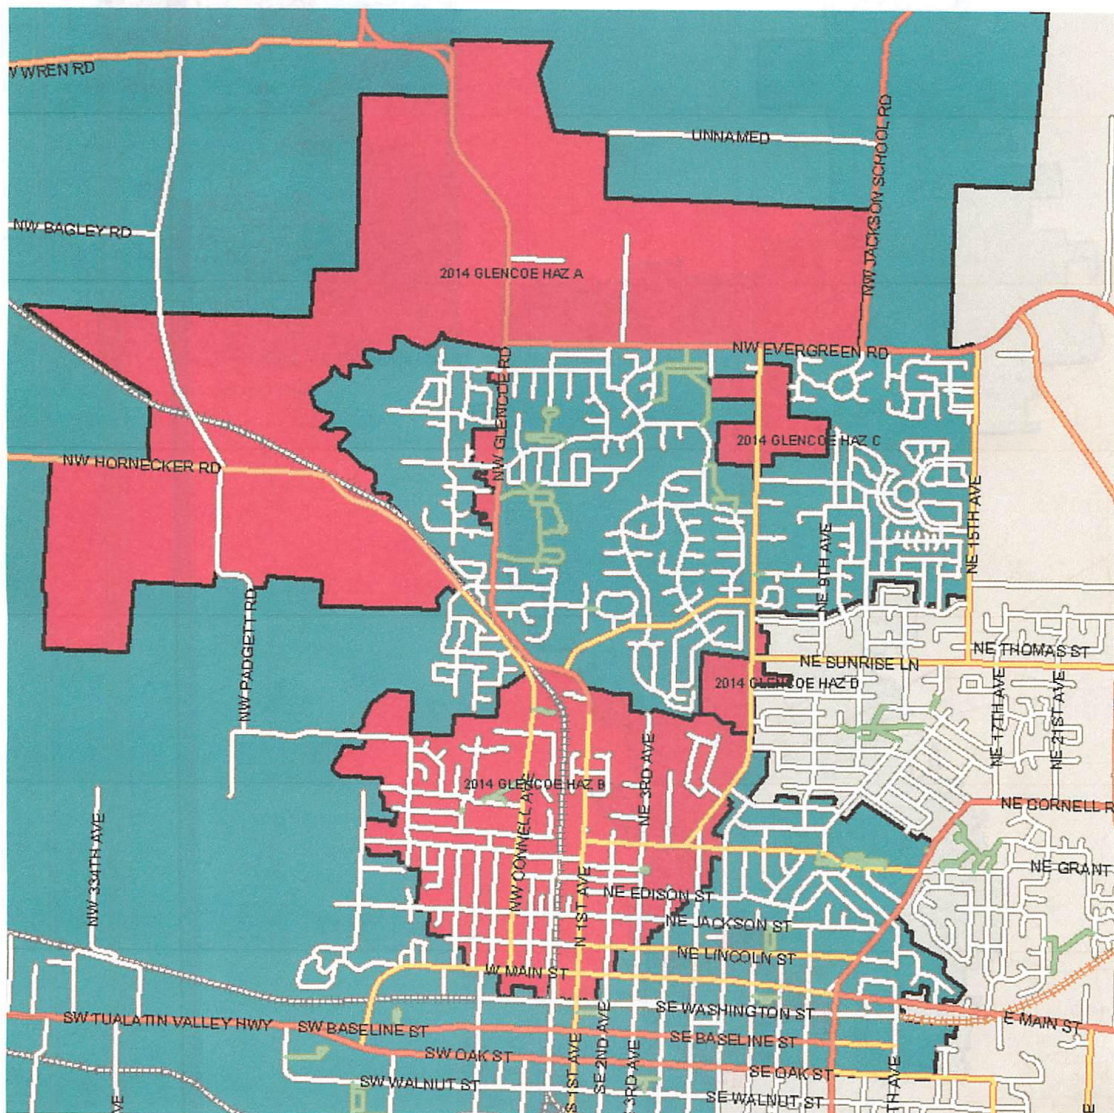 W WREN RD
UNNAMED
NW JACKSON SCHOOL RD
NW BAGLEY RD
2014 GLENCOE HAZ A
NW EVERGREEN RD
NW GLENCOE RD
2014 GLENCOE HAZ C
NW HORNECKER RD
NE 15TH AVE
NE 9TH AVE
NW PADGETT RD
NE THOMAS ST
NE SUNRISE LN
2014 GLENCOE HAZ D
NE 17TH AVE
NE 21ST AVE
NE 3RD AVE
2014 GLENCOE HAZ B
NW CONNELL AVE
NE CORNELL R
NW 334TH AVE
NE GRANT
NE EDISON ST
N 1ST AVE
NE JACKSON ST
NE LINCOLN ST
W MAIN ST
SE WASHINGTON ST
E MAIN ST
SW TUALATIN VALLEY HWY
SW BASELINE ST
SE BASELINE ST
SW OAK ST
SE OAK ST
S 1ST AVE
SE 2ND AVE
3RD AVE
TH AVE
SW WALNUT ST
SE WALNUT ST
VE
E